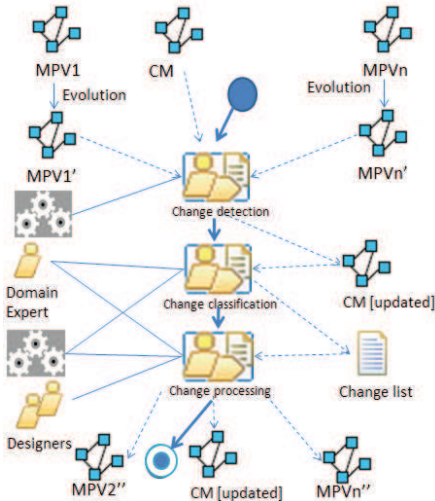 MPV1
CM
MPVn
Evolution
Evolution
MPV1'
MPVn'
Change detection
Domain
Expert
Change classification
CM [updated]
Change processing
Change list
Designers
MPV2''
CM [updated]
MPVn''